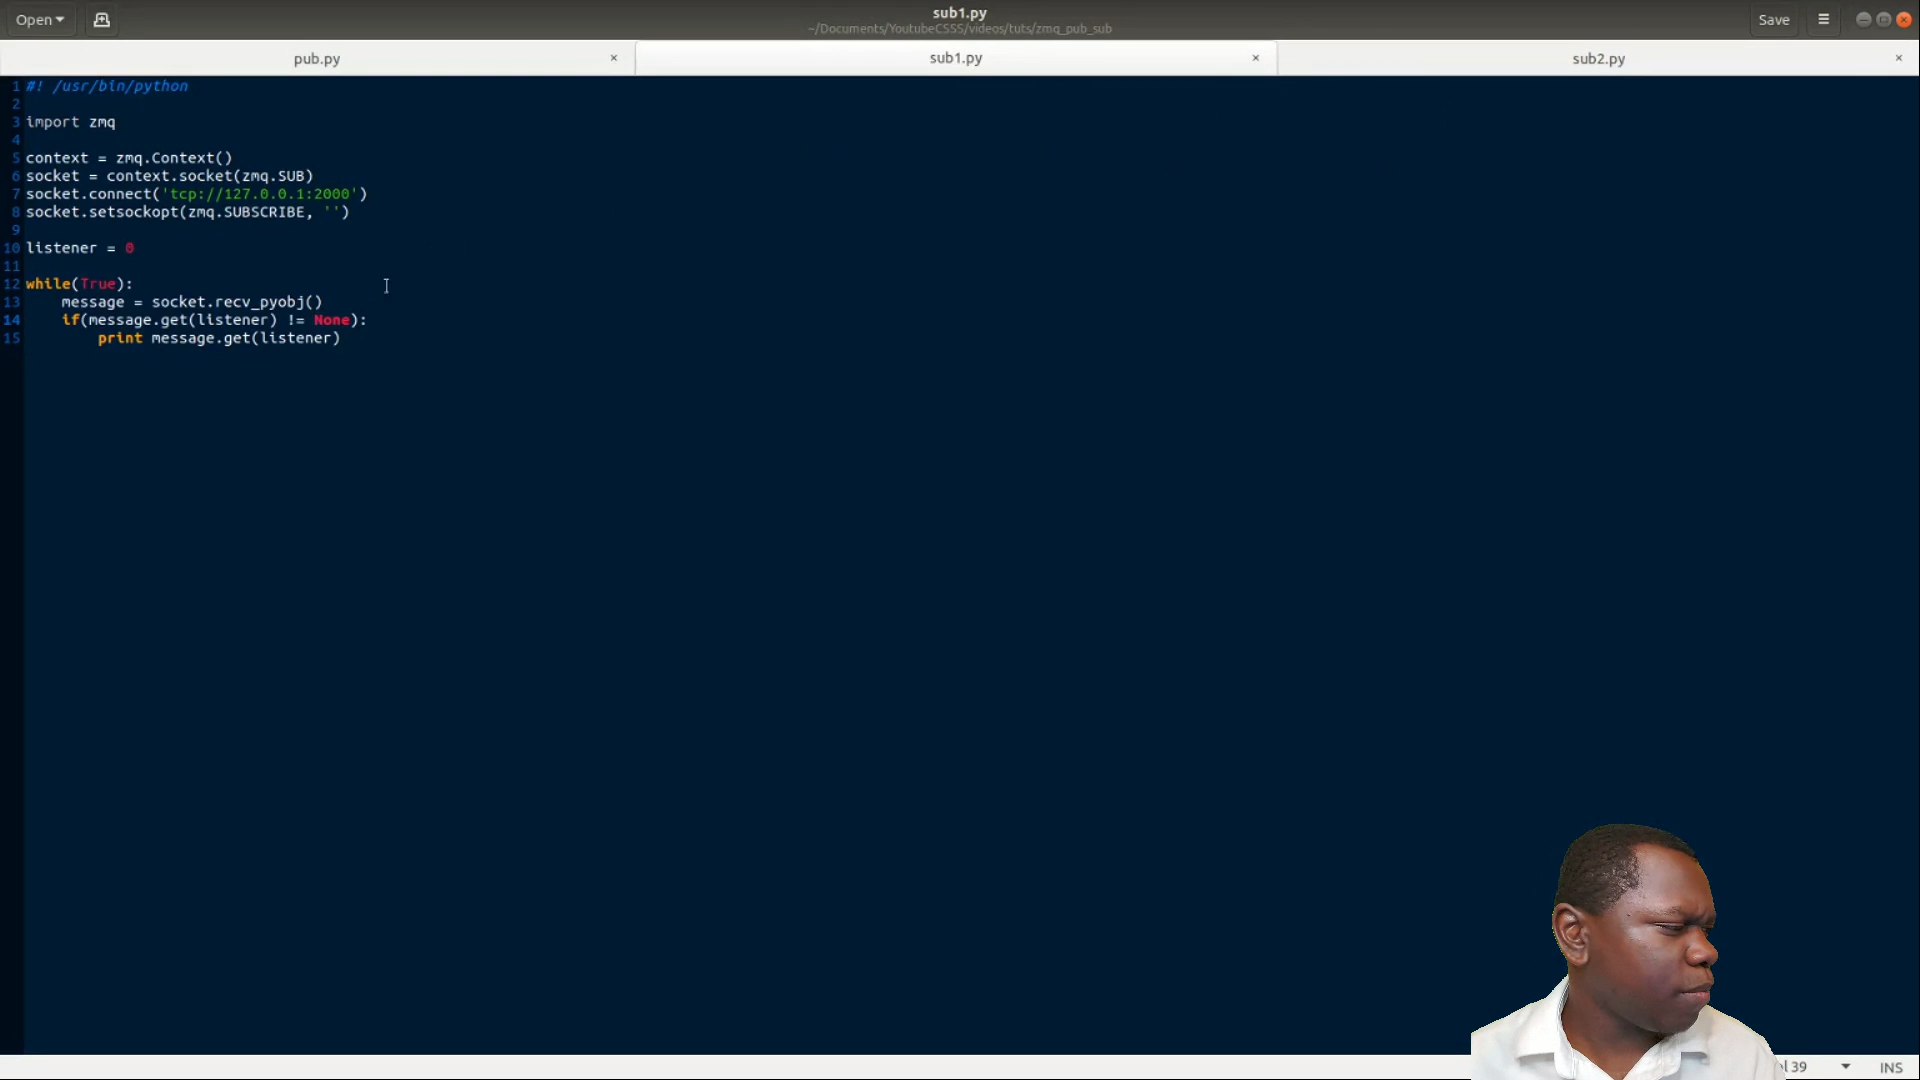 Open
sub1.py
~/Documents/YoutubeCSSS/videos/tuts/zmq_pub_sub
Save
pub.py
sub1.py
sub2.py
1 #! /usr/bin/python
2
3 import zmq
4
5 context = zmq.Context()
6 socket = context.socket(zmq.SUB)
7 socket.connect('tcp://127.0.0.1:2000')
8 socket.setsockopt(zmq.SUBSCRIBE, '')
9
10 listener = 0
11
12 while(True):
13     message = socket.recv_pyobj()
14     if(message.get(listener) != None):
15         print message.get(listener)
39
INS